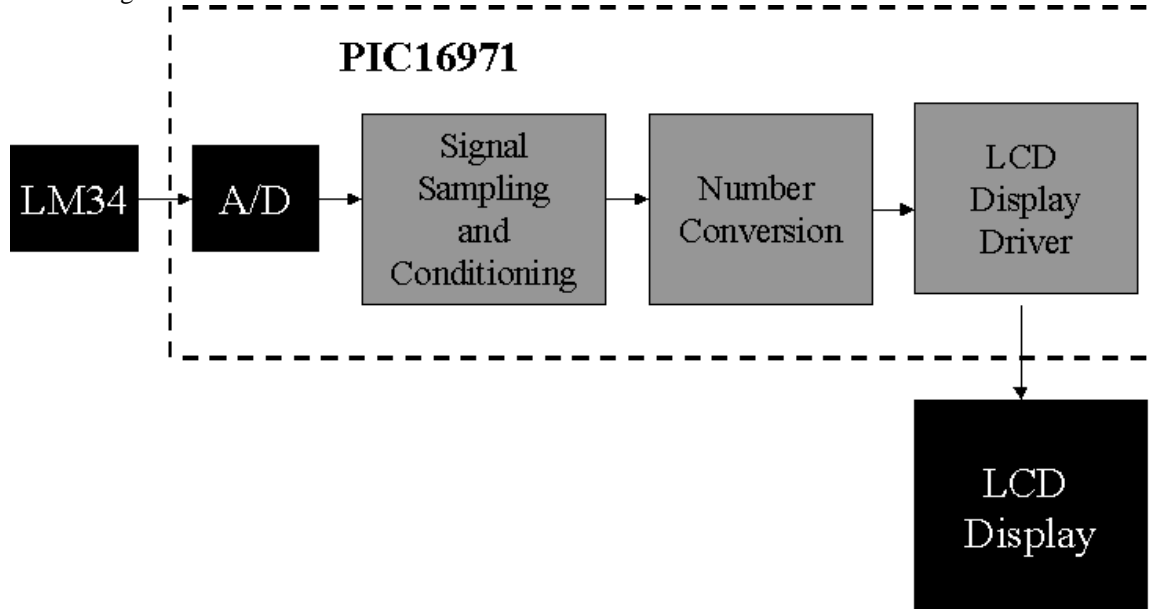 PIC16971
LM34
A/D
Signal
Sampling
and
Conditioning
Number
Conversion
LCD
Display
Driver
LCD
Display